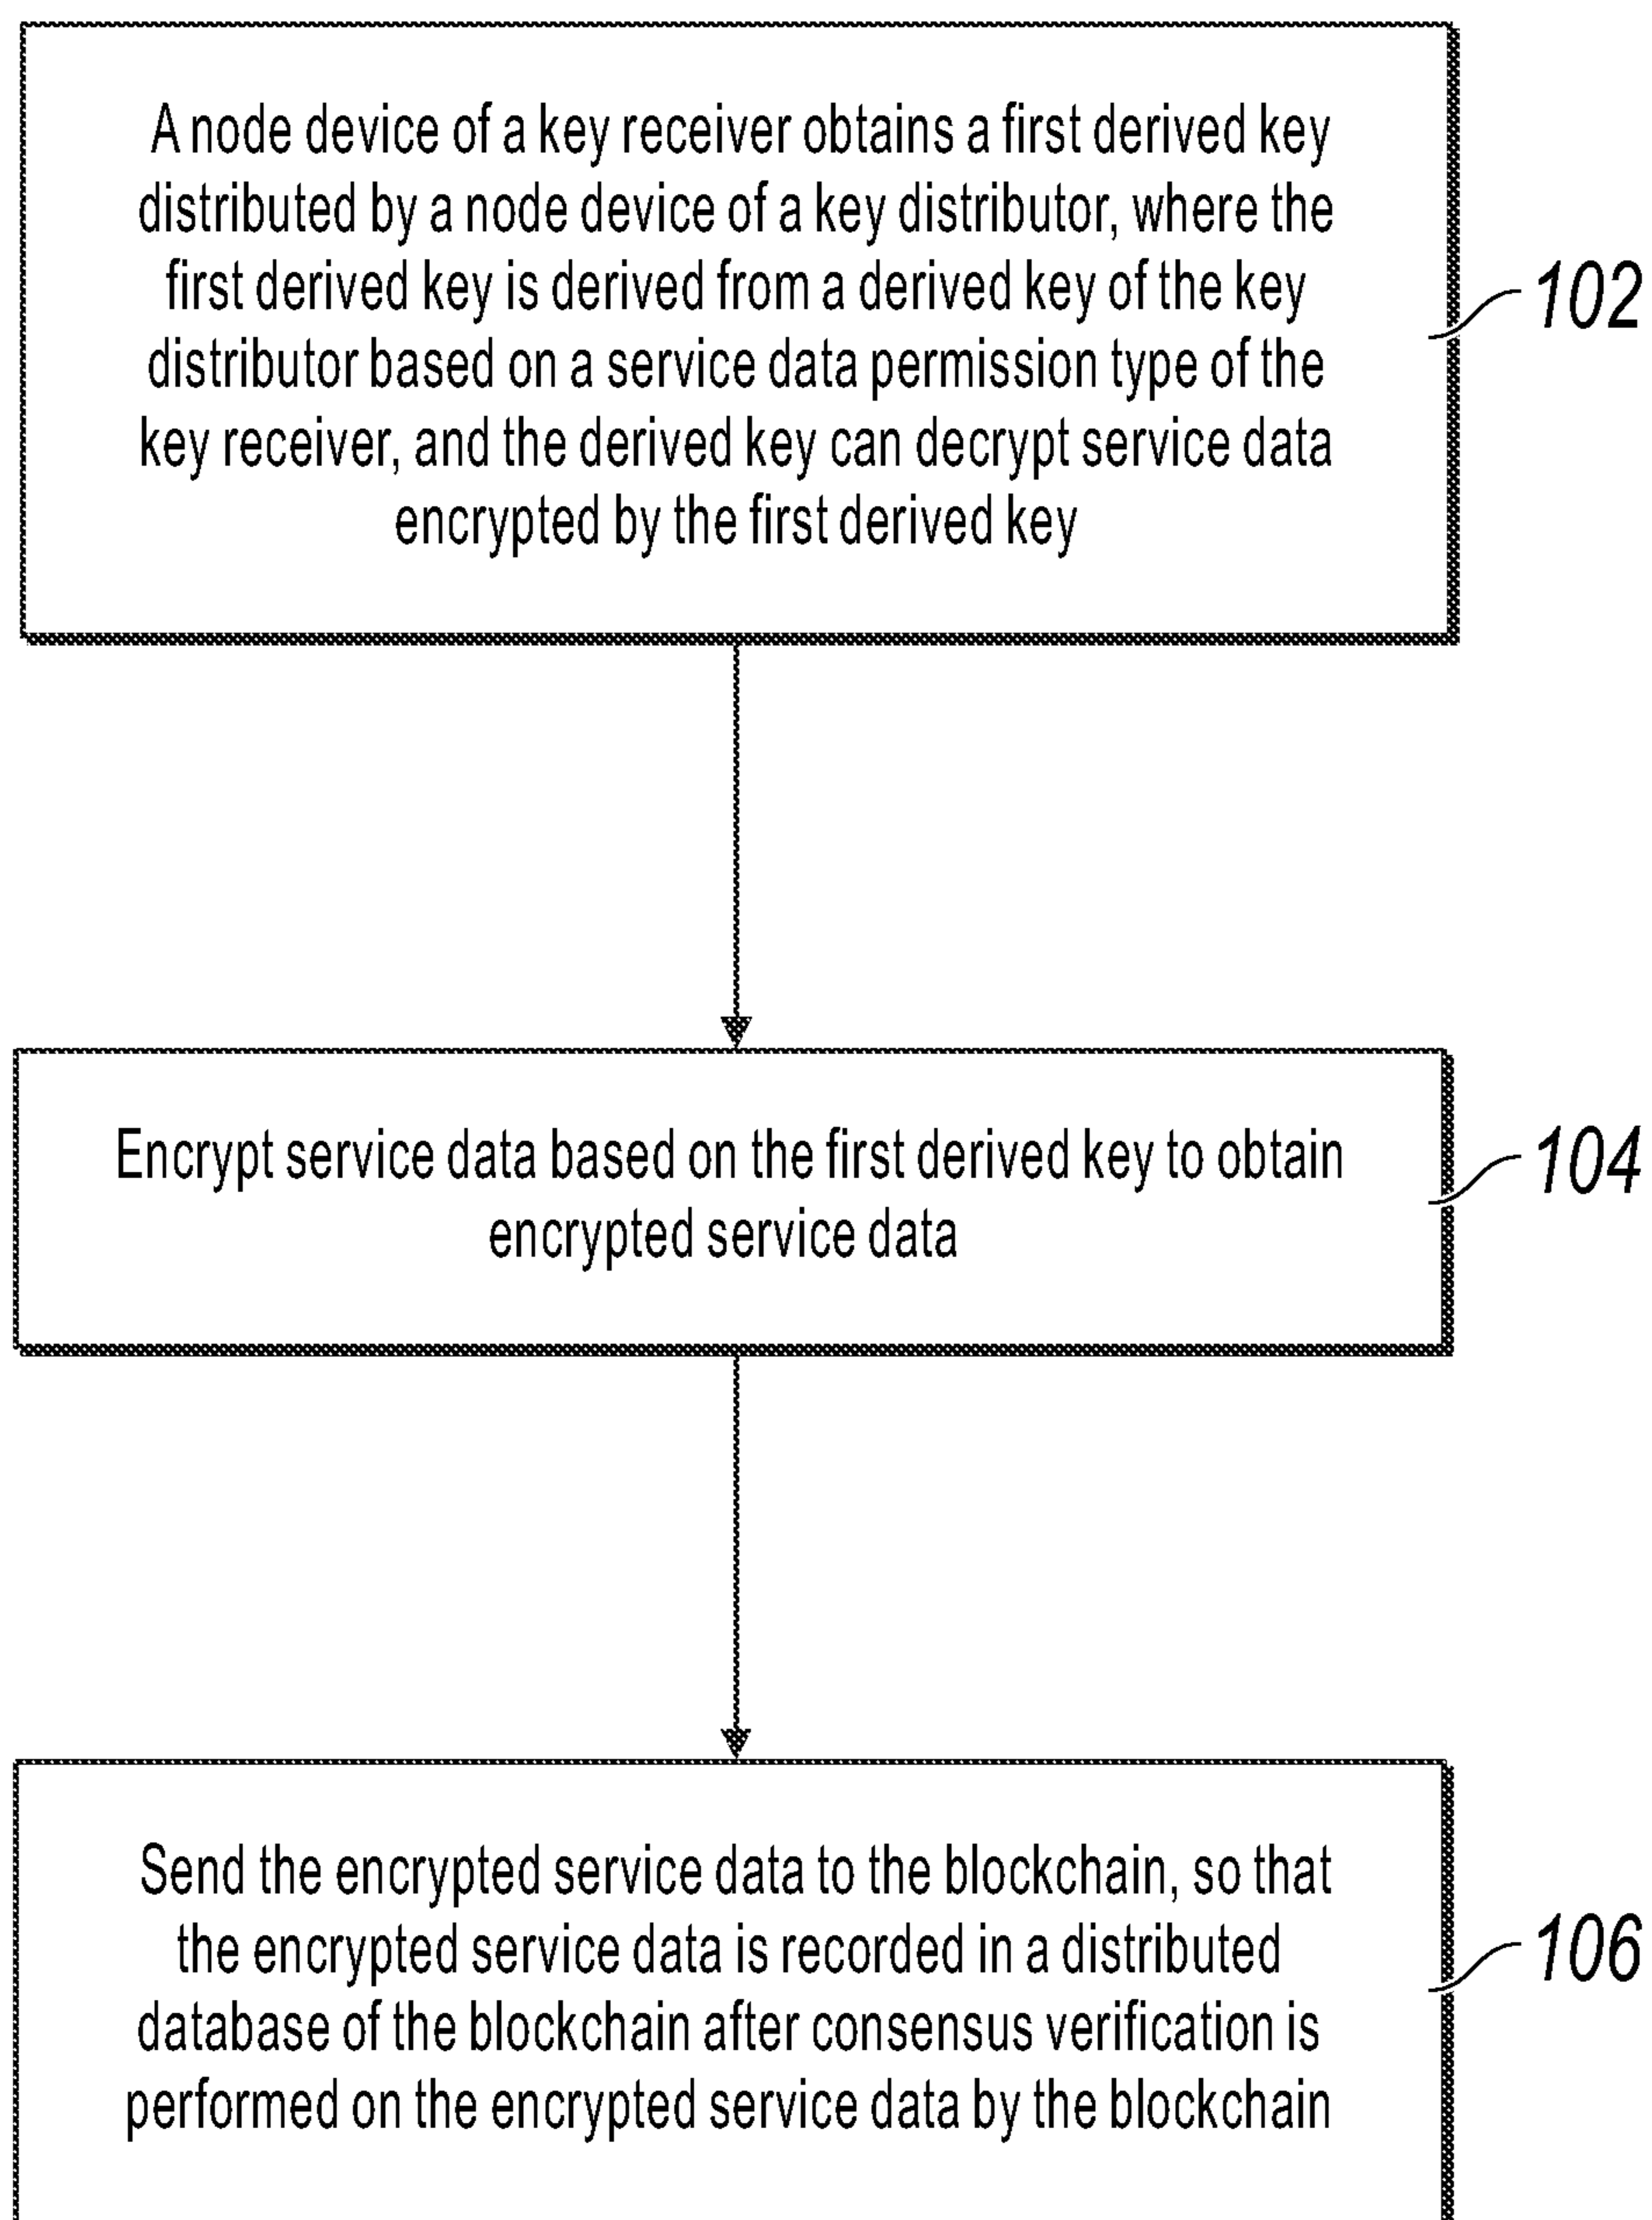 A node device of a key receiver obtains a first derived key
distributed by a node device of a key distributor, where the
first derived key is derived from a derived key of the key
distributor based on a service data permission type of the
key receiver, and the derived key can decrypt service data
encrypted by the first derived key
102
Encrypt service data based on the first derived key to obtain
encrypted service data
104
Send the encrypted service data to the blockchain, so that
the encrypted service data is recorded in a distributed
database of the blockchain after consensus verification is
performed on the encrypted service data by the blockchain
106